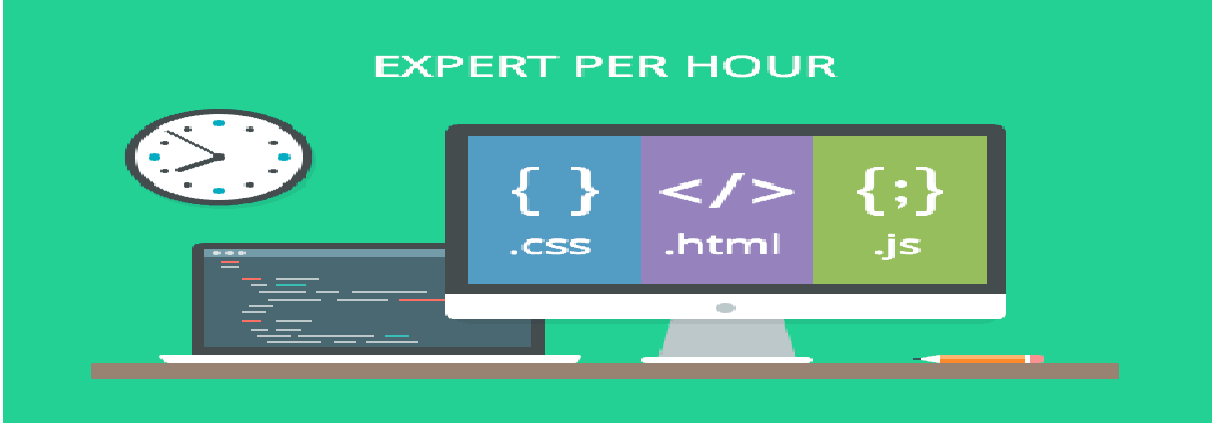 EXPERT PER HOUR
{ } </> {;}
.css .html .js